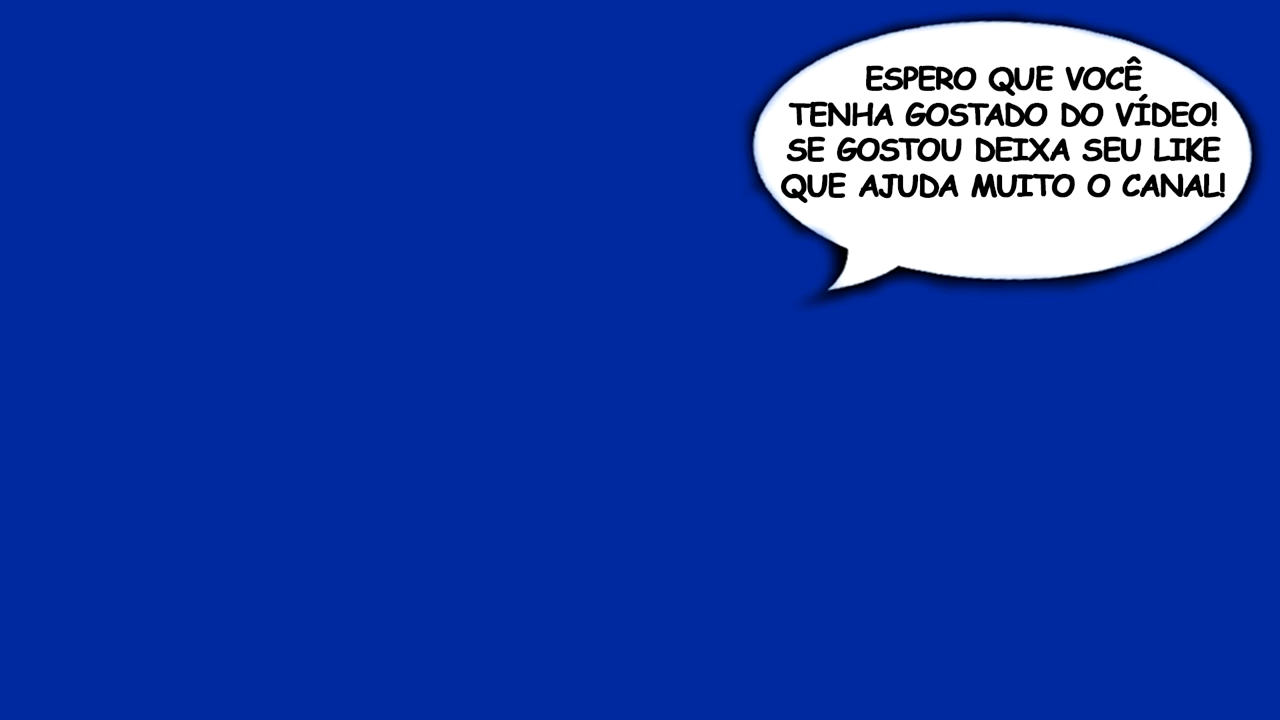 ESPERO QUE VOCÊ
TENHA GOSTADO DO VÍDEO!
SE GOSTOU DEIXA SEU LIKE
QUE AJUDA MUITO O CANAL!